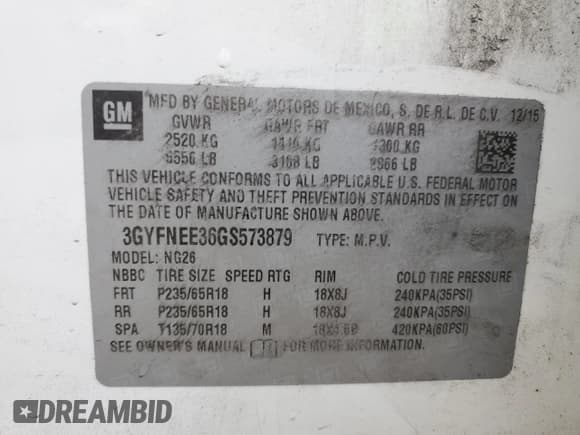 GM MFD BY GENERAL MOTORS DE MEXICO, S. DE R.L. DE C.V. 12/15
GVWR GAWR FRT GAWR RR
2520 KG KG 1300 KG
5556 LB LB 2866 LB
THIS VEHICLE CONFORMS TO ALL APPLICABLE U.S. FEDERAL MOTOR
VEHICLE SAFETY AND THEFT PREVENTION STANDARDS IN EFFECT ON
THE DATE OF MANUFACTURE SHOWN ABOVE.
3GYFNEE36GS573879 TYPE: M.P.V.
MODEL: NG26
NBBC TIRE SIZE SPEED RTG RIM COLD TIRE PRESSURE
FRT P235/65R18 H 18X8J 240KPA(35PSI)
RR P235/65R18 H 18X8J 240KPA(35PSI)
SPA T135/70R18 M 420KPA(60PSI)
SEE OWNER'S MANUAL FOR MORE INFORMATION.
DREAMBID